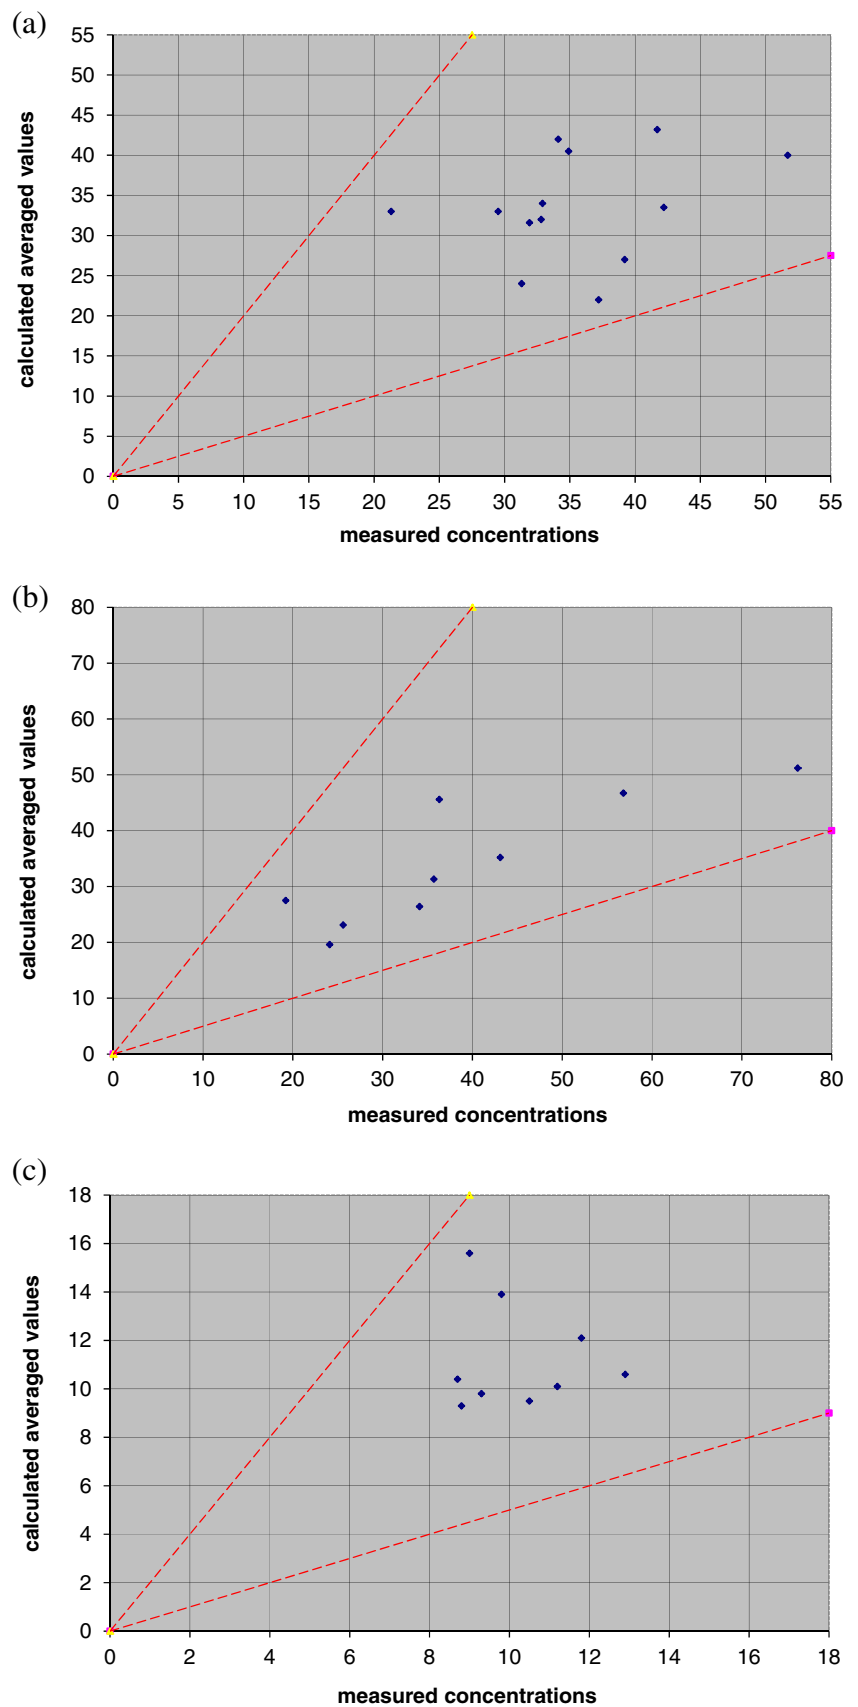 (a)
55
50
45
40
35
30
25
20
15
10
5
0
calculated averaged values
0 5 10 15 20 25 30 35 40 45 50 55
measured concentrations
(b)
80
70
60
50
40
30
20
10
0
calculated averaged values
0 10 20 30 40 50 60 70 80
measured concentrations
(c)
18
16
14
12
10
8
6
4
2
0
calculated averaged values
0 2 4 6 8 10 12 14 16 18
measured concentrations